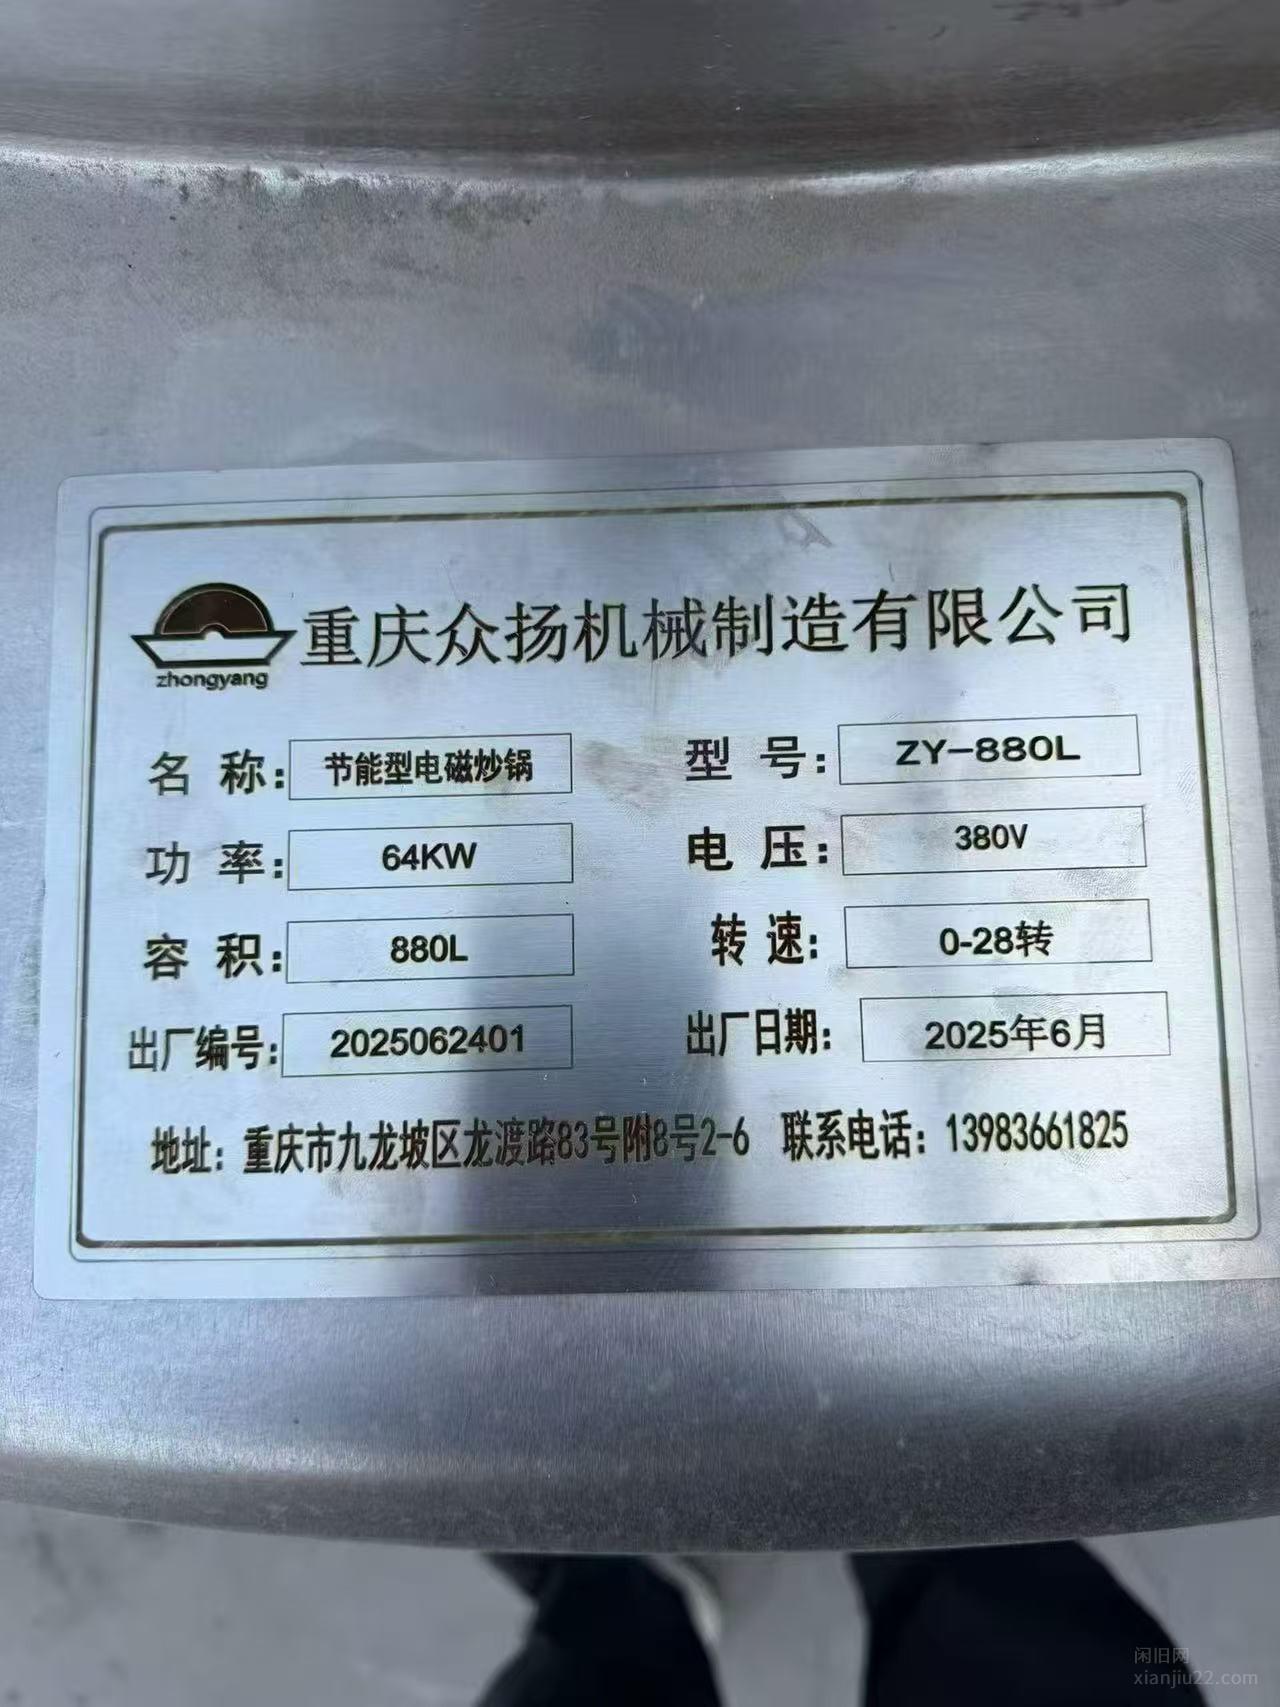 重庆众扬机械制造有限公司
zhongyang
名 称: 节能型电磁炒锅 型 号: ZY-880L
功 率: 64KW 电 压: 380V
容 积: 880L 转 速: 0-28转
出厂编号: 2025062401 出厂日期: 2025年6月
地址: 重庆市九龙坡区龙渡路83号附8号2-6 联系电话: 13983661825
闲旧网
xianjiu22.com